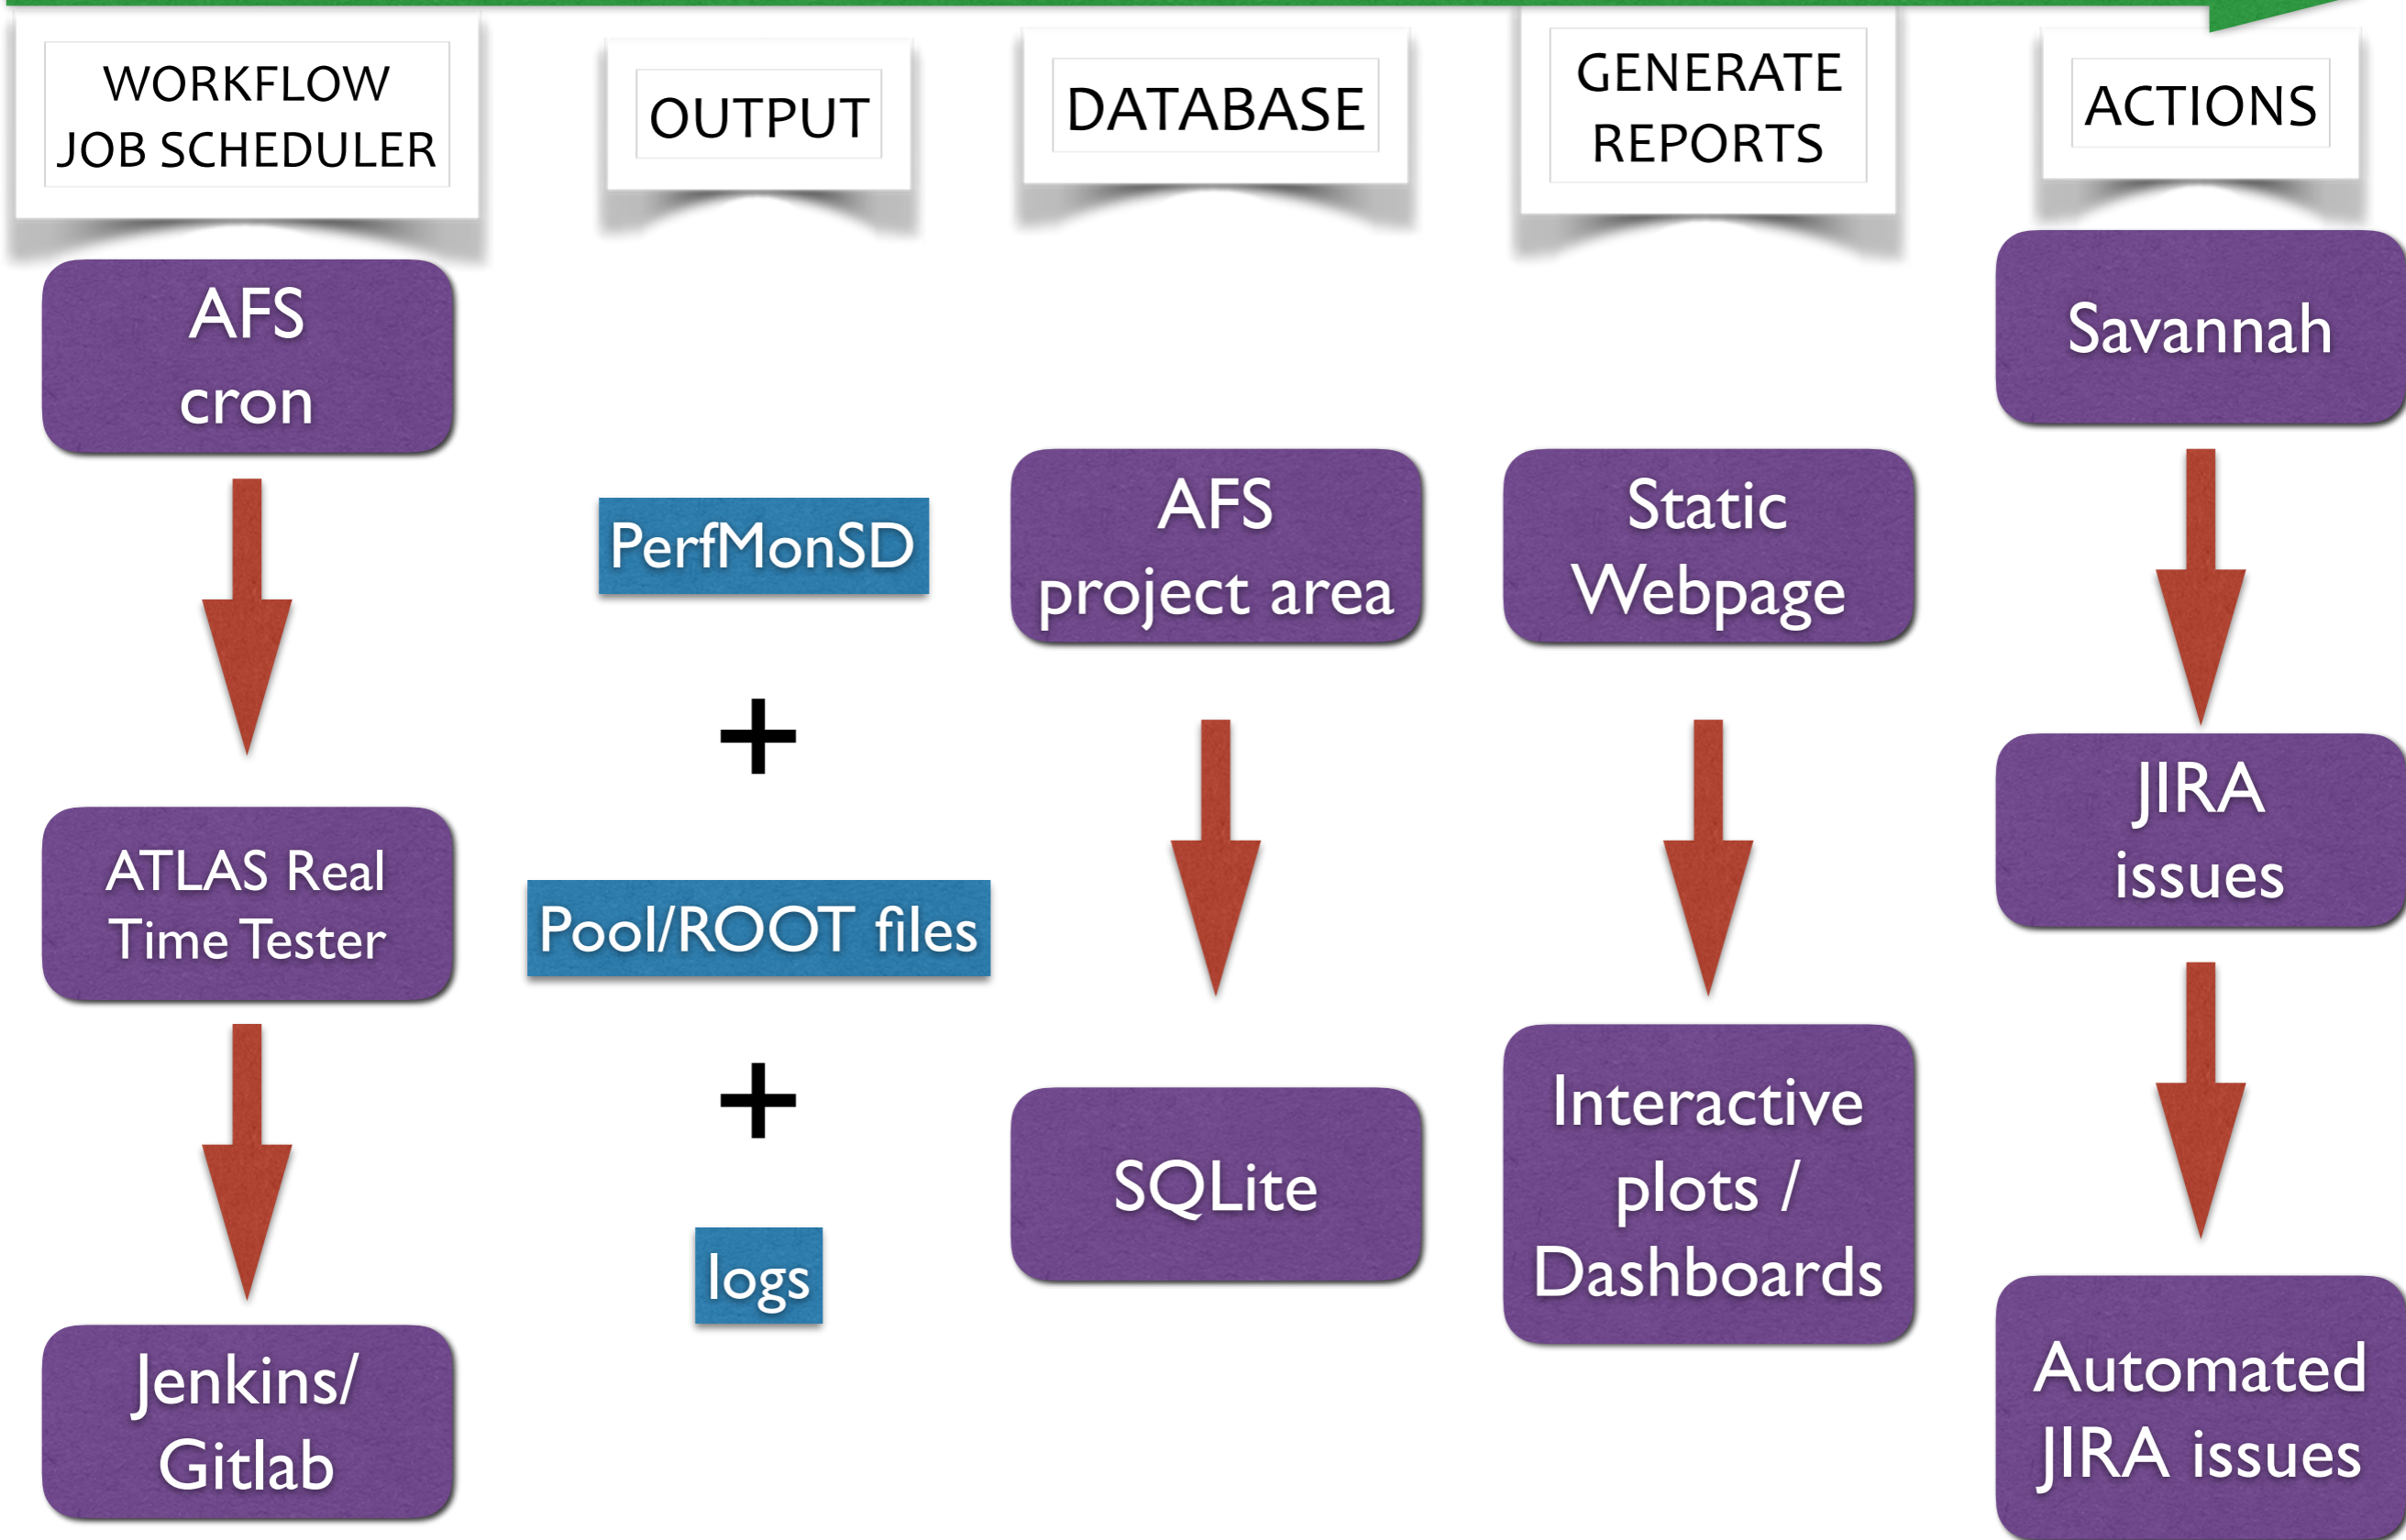 WORKFLOW
JOB SCHEDULER
OUTPUT
DATABASE
GENERATE
REPORTS
ACTIONS
AFS
cron
ATLAS Real
Time Tester
Jenkins/
Gitlab
PerfMonSD
+
Pool/ROOT files
+
logs
AFS
project area
SQLite
Static
Webpage
Interactive
plots /
Dashboards
Savannah
JIRA
issues
Automated
JIRA issues